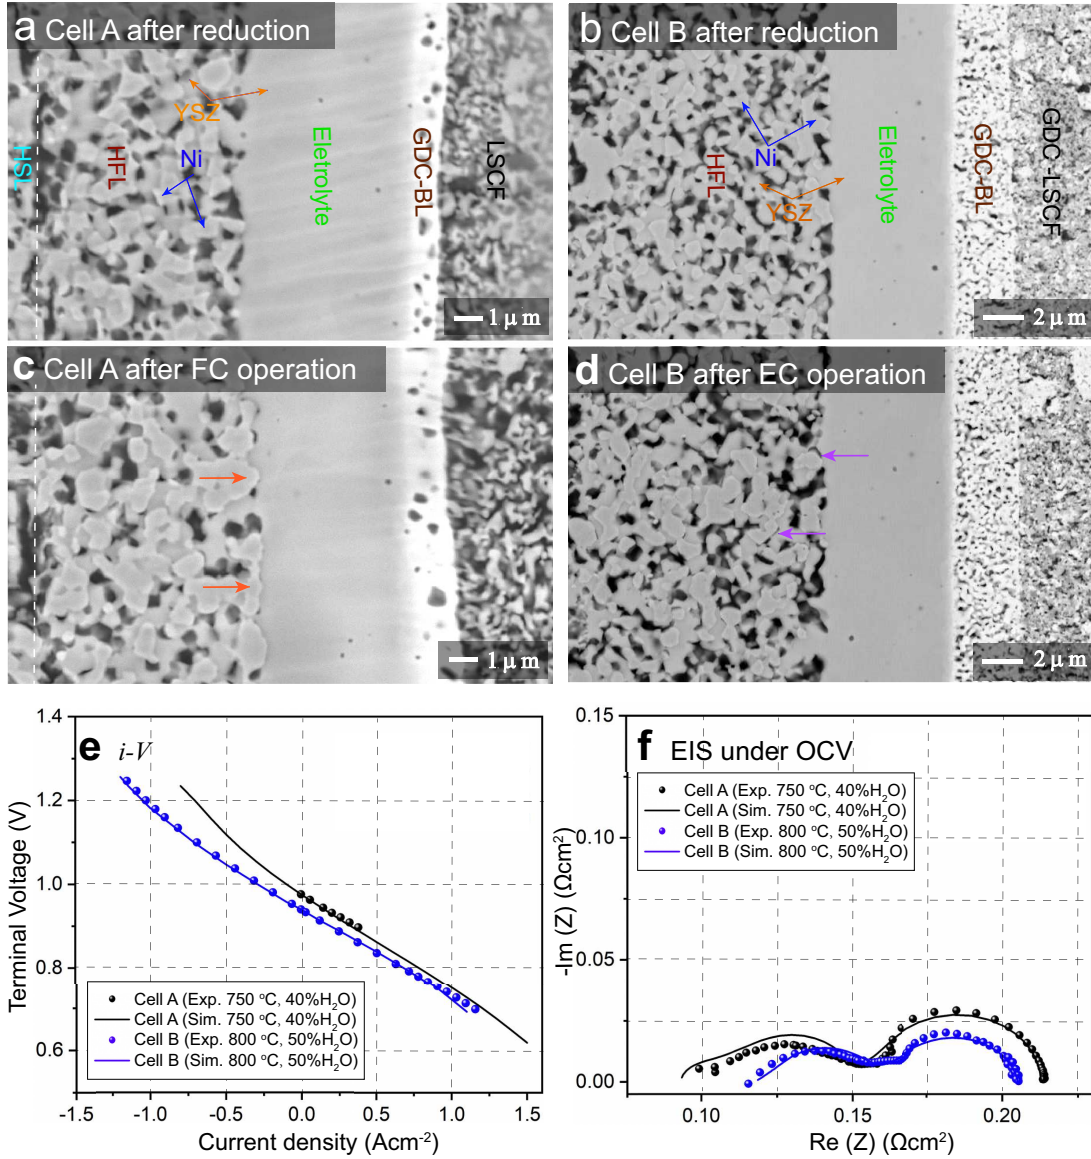 a Cell A after reduction
YSZ
Ni
HSL
HFL
Eletrolyte
GDC-BL
LSCF
1 μm
b Cell B after reduction
Ni
HFL
YSZ
Eletrolyte
GDC-BL
GDC-LSCF
2 μm
c Cell A after FC operation
1 μm
d Cell B after EC operation
2 μm
e i-V
1.4
1.2
1.0
0.8
0.6
-1.5
-1.0
-0.5
0.0
0.5
1.0
1.5
Terminal Voltage (V)
Current density (Acm⁻²)
Cell A (Exp. 750 °C, 40%H₂O)
Cell A (Sim. 750 °C, 40%H₂O)
Cell B (Exp. 800 °C, 50%H₂O)
Cell B (Sim. 800 °C, 50%H₂O)
f EIS under OCV
Cell A (Exp. 750 °C, 40%H₂O)
Cell A (Sim. 750 °C, 40%H₂O)
Cell B (Exp. 800 °C, 50%H₂O)
Cell B (Sim. 800 °C, 50%H₂O)
0.15
0.10
0.05
0.00
0.10
0.15
0.20
-Im (Z) (Ωcm²)
Re (Z) (Ωcm²)